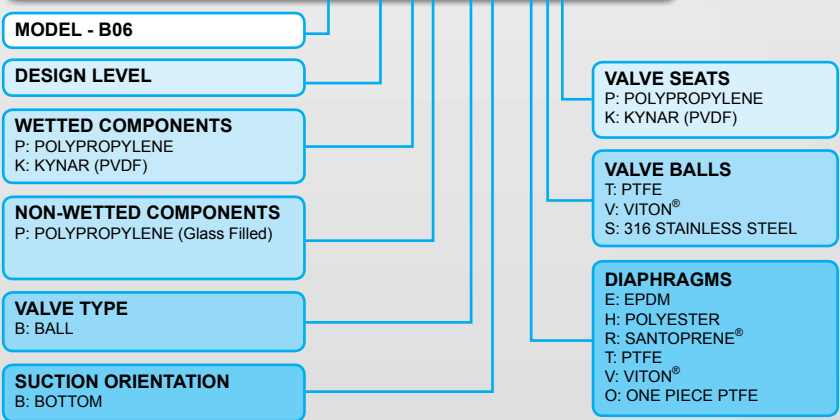 MODEL - B06
DESIGN LEVEL
WETTED COMPONENTS
P: POLYPROPYLENE
K: KYNAR (PVDF)
NON-WETTED COMPONENTS
P: POLYPROPYLENE (Glass Filled)
VALVE TYPE
B: BALL
SUCTION ORIENTATION
B: BOTTOM
VALVE SEATS
P: POLYPROPYLENE
K: KYNAR (PVDF)
VALVE BALLS
T: PTFE
V: VITON®
S: 316 STAINLESS STEEL
DIAPHRAGMS
E: EPDM
H: POLYESTER
R: SANTOPRENE®
T: PTFE
V: VITON®
O: ONE PIECE PTFE